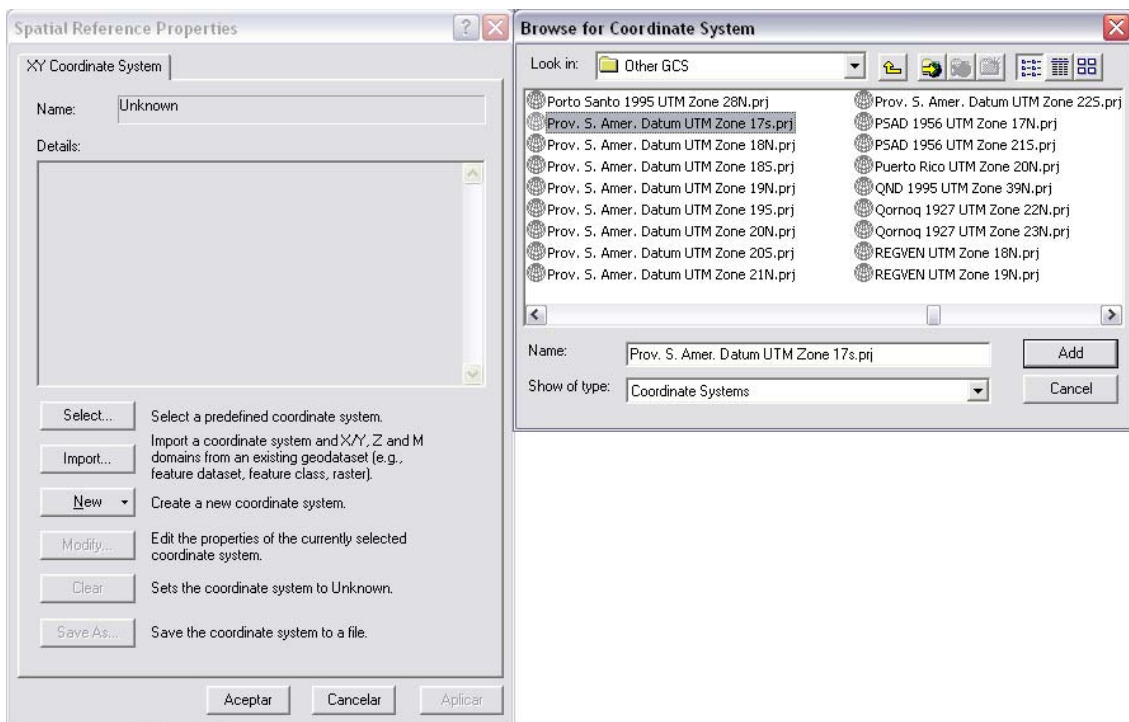 Spatial Reference Properties
XY Coordinate System
Name: Unknown
Details:
Select... Select a predefined coordinate system.
Import... Import a coordinate system and X/Y, Z and M
domains from an existing geodataset (e.g.,
feature dataset, feature class, raster).
New Create a new coordinate system.
Modify... Edit the properties of the currently selected
coordinate system.
Clear Sets the coordinate system to Unknown.
Save As... Save the coordinate system to a file.
Aceptar Cancelar Aplicar
Browse for Coordinate System
Look in: Other GCS
Porto Santo 1995 UTM Zone 28N.prj
Prov. S. Amer. Datum UTM Zone 17s.prj
Prov. S. Amer. Datum UTM Zone 18N.prj
Prov. S. Amer. Datum UTM Zone 18S.prj
Prov. S. Amer. Datum UTM Zone 19N.prj
Prov. S. Amer. Datum UTM Zone 19S.prj
Prov. S. Amer. Datum UTM Zone 20N.prj
Prov. S. Amer. Datum UTM Zone 20S.prj
Prov. S. Amer. Datum UTM Zone 21N.prj
Prov. S. Amer. Datum UTM Zone 22S.prj
PSAD 1956 UTM Zone 17N.prj
PSAD 1956 UTM Zone 21S.prj
Puerto Rico UTM Zone 20N.prj
QND 1995 UTM Zone 39N.prj
Qornoq 1927 UTM Zone 22N.prj
Qornoq 1927 UTM Zone 23N.prj
REGVEN UTM Zone 18N.prj
REGVEN UTM Zone 19N.prj
Name: Prov. S. Amer. Datum UTM Zone 17s.prj Add
Show of type: Coordinate Systems Cancel